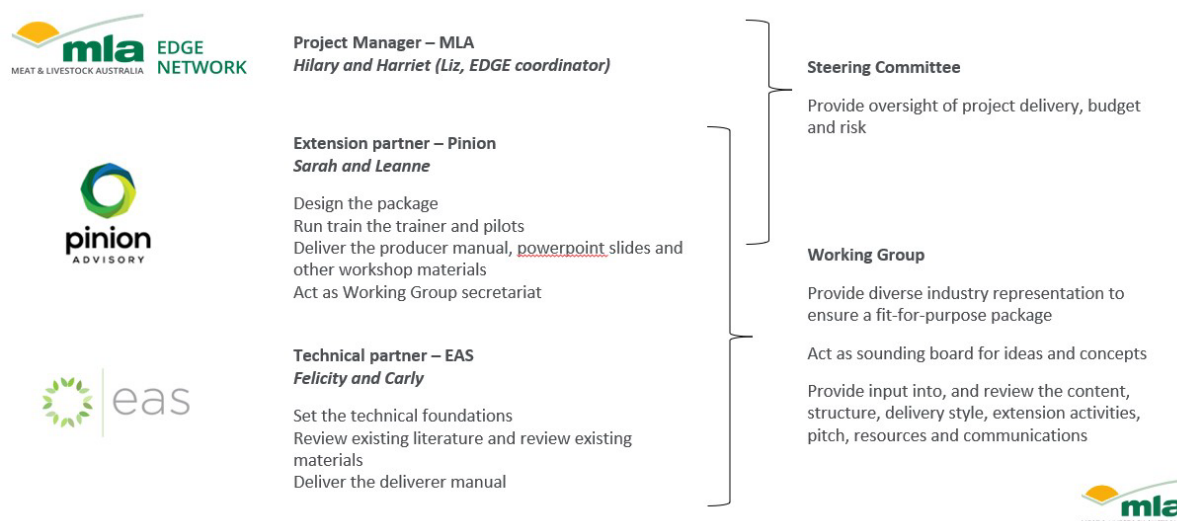 mla EDGE
NETWORK
MEAT & LIVESTOCK AUSTRALIA
Project Manager – MLA
Hilary and Harriet (Liz, EDGE coordinator)
pinion
ADVISORY
Extension partner – Pinion
Sarah and Leanne
Design the package
Run train the trainer and pilots
Deliver the producer manual, powerpoint slides and
other workshop materials
Act as Working Group secretariat
eas
Technical partner – EAS
Felicity and Carly
Set the technical foundations
Review existing literature and review existing
materials
Deliver the deliverer manual
Steering Committee
Provide oversight of project delivery, budget
and risk
Working Group
Provide diverse industry representation to
ensure a fit-for-purpose package
Act as sounding board for ideas and concepts
Provide input into, and review the content,
structure, delivery style, extension activities,
pitch, resources and communications
mla